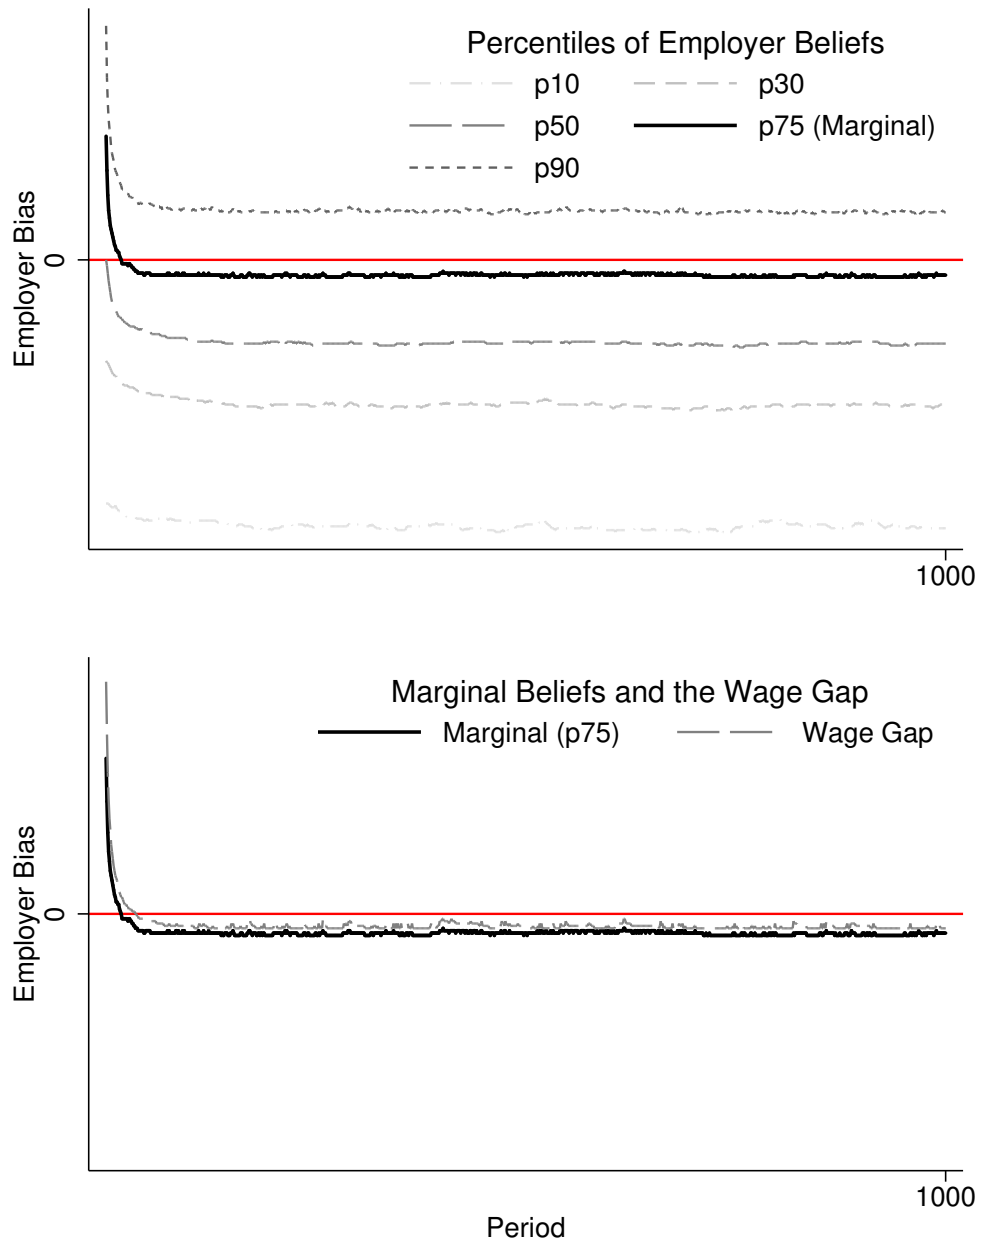 Percentiles of Employer Beliefs
p10 p30
p50 p75 (Marginal)
p90
Employer Bias
0
1000
Marginal Beliefs and the Wage Gap
Marginal (p75) Wage Gap
Employer Bias
0
1000
Period